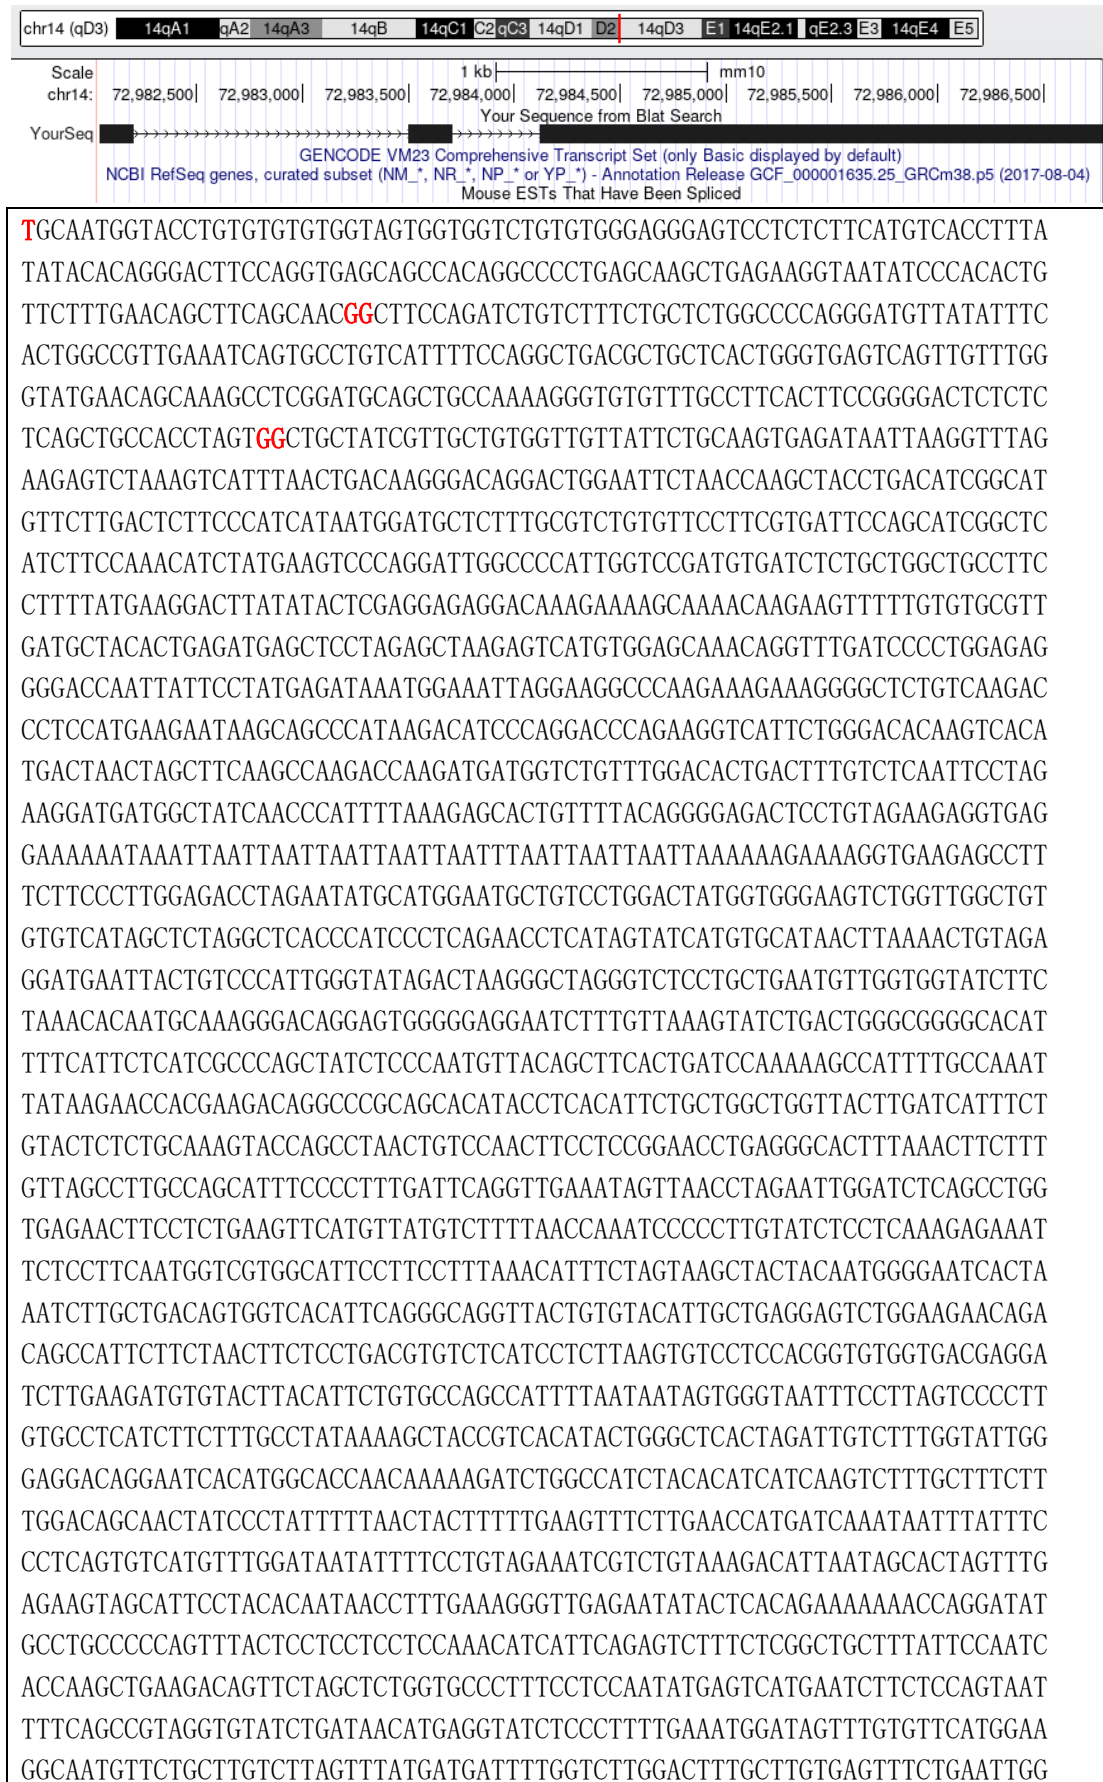 chr14 (qD3) 14qA1 qA2 14qA3 14qB 14qC1 C2 qC3 14qD1 D2 14qD3 E1 14qE2.1 qE2.3 E3 14qE4 E5
Scale 1 kb mm10
chr14: 72,982,500| 72,983,000| 72,983,500| 72,984,000| 72,984,500| 72,985,000| 72,985,500| 72,986,000| 72,986,500|
Your Sequence from Blat Search
YourSeq
GENCODE VM23 Comprehensive Transcript Set (only Basic displayed by default)
NCBI RefSeq genes, curated subset (NM_*, NR_*, NP_* or YP_*) - Annotation Release GCF_000001635.25_GRCm38.p5 (2017-08-04)
Mouse ESTs That Have Been Spliced
TGCAATGGTACCTGTGTGTGTGGTAGTGGTGGTCTGTGTGGGAGGGAGTCCTCTCTTCATGTCACCTTTA
TATACACAGGGACTTCCAGGTGAGCAGCCACAGGCCCCTGAGCAAGCTGAGAAGGTAATATCCCACACTG
TTCTTTGAACAGCTTCAGCAACGGCTTCCAGATCTGTCTTTCTGCTCTGGCCCCAGGGATGTTATATTTC
ACTGGCCGTTGAAATCAGTGCCTGTCATTTTCCAGGCTGACGCTGCTCACTGGGTGAGTCAGTTGTTTGG
GTATGAACAGCAAAGCCTCGGATGCAGCTGCCAAAAGGGTGTGTTTGCCTTCACTTCCGGGGACTCTCTC
TCAGCTGCCACCTAGTGGCTGCTATCGTTGCTGTGGTTGTTATTCTGCAAGTGAGATAATTAAGGTTTAG
AAGAGTCTAAAGTCATTTAACTGACAAGGGACAGGACTGGAATTCTAACCAAGCTACCTGACATCGGCAT
GTTCTTGACTCTTCCCATCATAATGGATGCTCTTTGCGTCTGTGTTCCTTCGTGATTCCAGCATCGGCTC
ATCTTCCAAACATCTATGAAGTCCCAGGATTGGCCCCATTGGTCCGATGTGATCTCTGCTGGCTGCCTTC
CTTTTATGAAGGACTTATATACTCGAGGAGAGGACAAAGAAAAGCAAAACAAGAAGTTTTTGTGTGCGTT
GATGCTACACTGAGATGAGCTCCTAGAGCTAAGAGTCATGTGGAGCAAACAGGTTTGATCCCCTGGAGAG
GGGACCAATTATTCCTATGAGATAAATGGAAATTAGGAAGGCCCAAGAAAGAAAGGGGCTCTGTCAAGAC
CCTCCATGAAGAATAAGCAGCCCATAAGACATCCCAGGACCCAGAAGGTCATTCTGGGACACAAGTCACA
TGACTAACTAGCTTCAAGCCAAGACCAAGATGATGGTCTGTTTGGACACTGACTTTGTCTCAATTCCTAG
AAGGATGATGGCTATCAACCCATTTTAAAGAGCACTGTTTTACAGGGGAGACTCCTGTAGAAGAGGTGAG
GAAAAAATAAATTAATTAATTAATTAATTAATTTAATTAATTAATTAAAAAAGAAAAGGTGAAGAGCCTT
TCTTCCCTTGGAGACCTAGAATATGCATGGAATGCTGTCCTGGACTATGGTGGGAAGTCTGGTTGGCTGT
GTGTCATAGCTCTAGGCTCACCCATCCCTCAGAACCTCATAGTATCATGTGCATAACTTAAAACTGTAGA
GGATGAATTACTGTCCCATTGGGTATAGACTAAGGGCTAGGGTCTCCTGCTGAATGTTGGTGGTATCTTC
TAAACACAATGCAAAGGGACAGGAGTGGGGGAGGAATCTTTGTTAAAGTATCTGACTGGGCGGGGCACAT
TTTCATTCTCATCGCCCAGCTATCTCCCAATGTTACAGCTTCACTGATCCAAAAAGCCATTTTGCCAAAT
TATAAGAACCACGAAGACAGGCCCGCAGCACATACCTCACATTCTGCTGGCTGGTTACTTGATCATTTCT
GTACTCTCTGCAAAGTACCAGCCTAACTGTCCAACTTCCTCCGGAACCTGAGGGCACTTTAAACTTCTTT
GTTAGCCTTGCCAGCATTTCCCCTTTGATTCAGGTTGAAATAGTTAACCTAGAATTGGATCTCAGCCTGG
TGAGAACTTCCTCTGAAGTTCATGTTATGTCTTTTAACCAAATCCCCCTTGTATCTCCTCAAAGAGAAAT
TCTCCTTCAATGGTCGTGGCATTCCTTCCTTTAAACATTTCTAGTAAGCTACTACAATGGGGAATCACTA
AATCTTGCTGACAGTGGTCACATTCAGGGCAGGTTACTGTGTACATTGCTGAGGAGTCTGGAAGAACAGA
CAGCCATTCTTCTAACTTCTCCTGACGTGTCTCATCCTCTTAAGTGTCCTCCACGGTGTGGTGACGAGGA
TCTTGAAGATGTGTACTTACATTCTGTGCCAGCCATTTTAATAATAGTGGGTAATTTCCTTAGTCCCCTT
GTGCCTCATCTTCTTTGCCTATAAAAGCTACCGTCACATACTGGGCTCACTAGATTGTCTTTGGTATTGG
GAGGACAGGAATCACATGGCACCAACAAAAAGATCTGGCCATCTACACATCATCAAGTCTTTGCTTTCTT
TGGACAGCAACTATCCCTATTTTTAACTACTTTTTGAAGTTTCTTGAACCATGATCAAATAATTTATTTC
CCTCAGTGTCATGTTTGGATAATATTTTCCTGTAGAAATCGTCTGTAAAGACATTAATAGCACTAGTTTG
AGAAGTAGCATTCCTACACAATAACCTTTGAAAGGGTTGAGAATATACTCACAGAAAAAAACCAGGATAT
GCCTGCCCCCAGTTTACTCCTCCTCCTCCAAACATCATTCAGAGTCTTTCTCGGCTGCTTTATTCCAATC
ACCAAGCTGAAGACAGTTCTAGCTCTGGTGCCCTTTCCTCCAATATGAGTCATGAATCTTCTCCAGTAAT
TTTCAGCCGTAGGTGTATCTGATAACATGAGGTATCTCCCTTTTGAAATGGATAGTTTGTGTTCATGGAA
GGCAATGTTCTGCTTGTCTTAGTTTATGATGATTTTGGTCTTGGACTTTGCTTGTGAGTTTCTGAATTGG